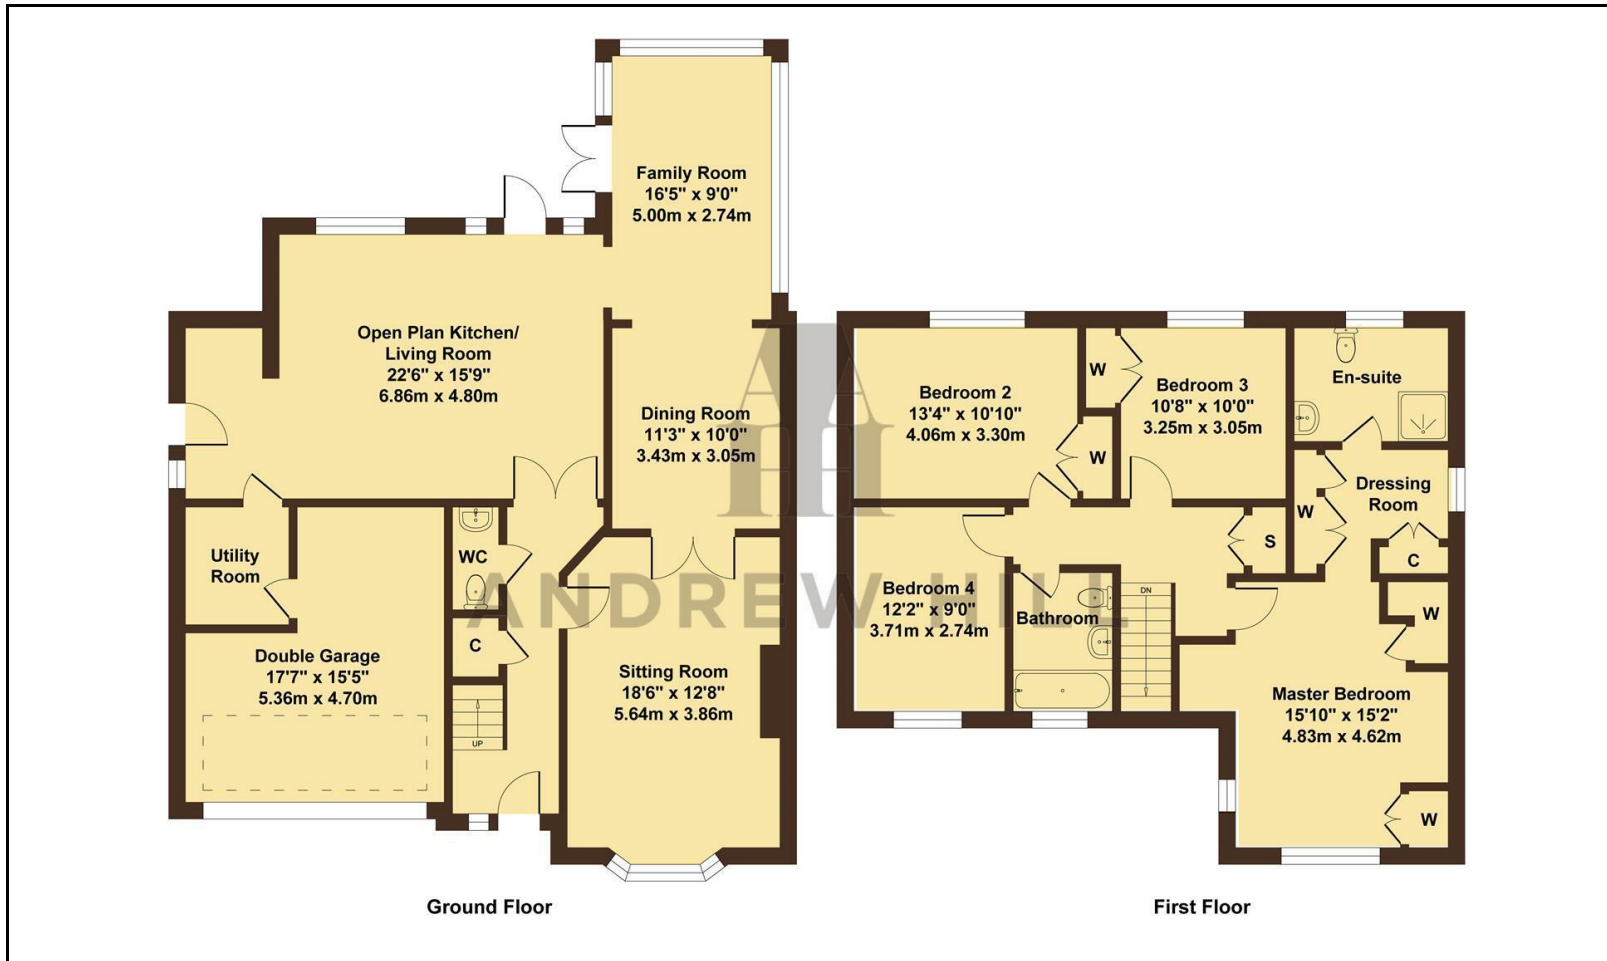 Family Room
16'5" x 9'0"
5.00m x 2.74m
Open Plan Kitchen/
Living Room
22'6" x 15'9"
6.86m x 4.80m
Dining Room
11'3" x 10'0"
3.43m x 3.05m
Utility
Room
WC
C
Double Garage
17'7" x 15'5"
5.36m x 4.70m
UP
Sitting Room
18'6" x 12'8"
5.64m x 3.86m
Ground Floor
Bedroom 2
13'4" x 10'10"
4.06m x 3.30m
W
W
Bedroom 3
10'8" x 10'0"
3.25m x 3.05m
En-suite
Dressing
Room
W
C
S
W
Bedroom 4
12'2" x 9'0"
3.71m x 2.74m
Bathroom
DN
Master Bedroom
15'10" x 15'2"
4.83m x 4.62m
W
First Floor
AH
ANDREW HILL